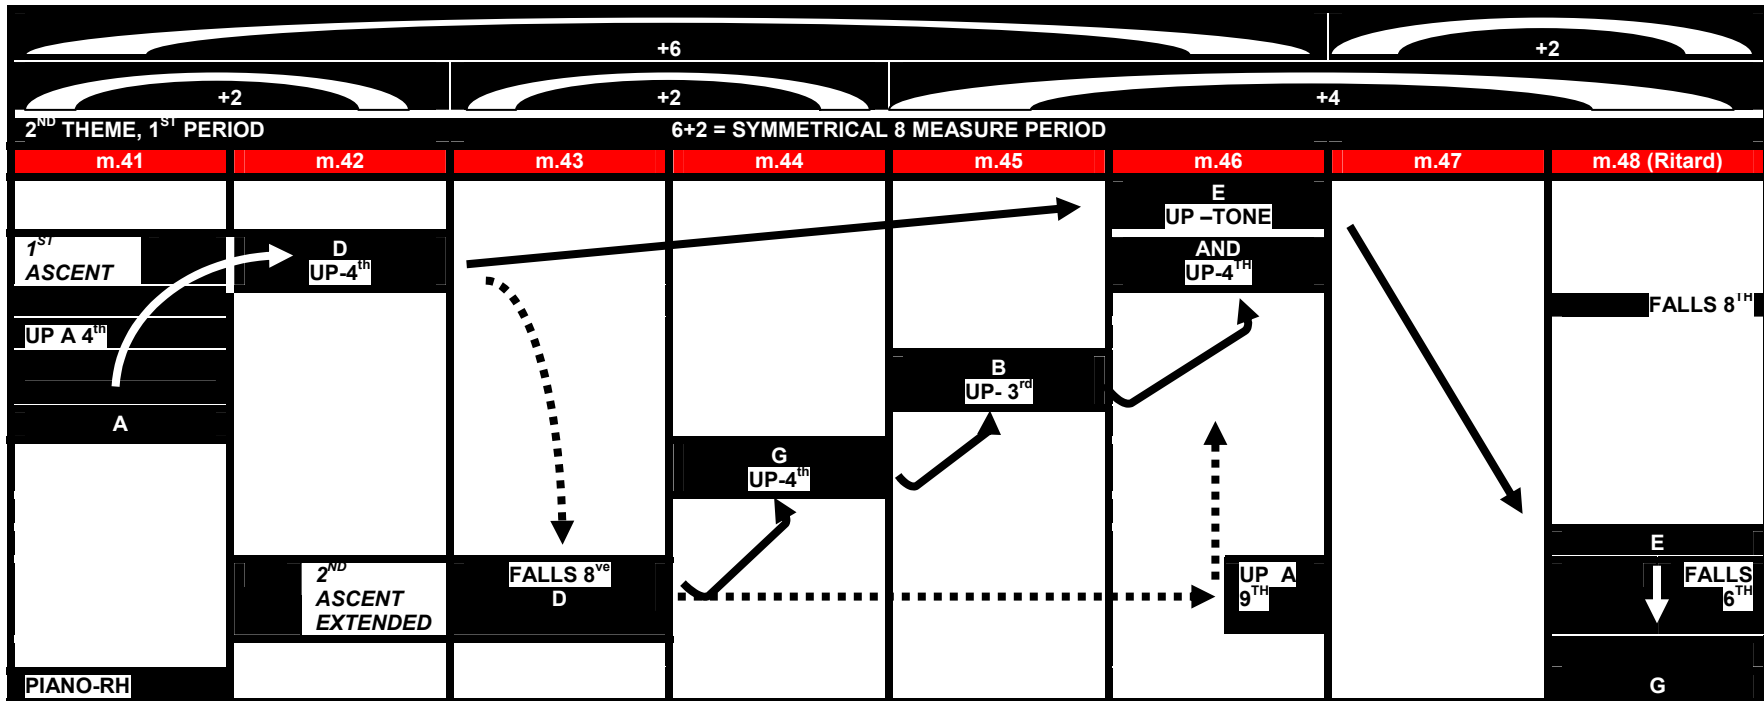 +6 +2
+2 +2 +4
2ND THEME, 1ST PERIOD 6+2 = SYMMETRICAL 8 MEASURE PERIOD
m.41 m.42 m.43 m.44 m.45 m.46 m.47 m.48 (Ritard)
1ST
ASCENT
UP A 4th
A
PIANO-RH
D
UP-4th
2ND
ASCENT
EXTENDED
FALLS 8ve
D
G
UP-4th
B
UP- 3rd
E
UP –TONE
AND
UP-4TH
UP A
9TH
FALLS 8TH
E
FALLS
6TH
G